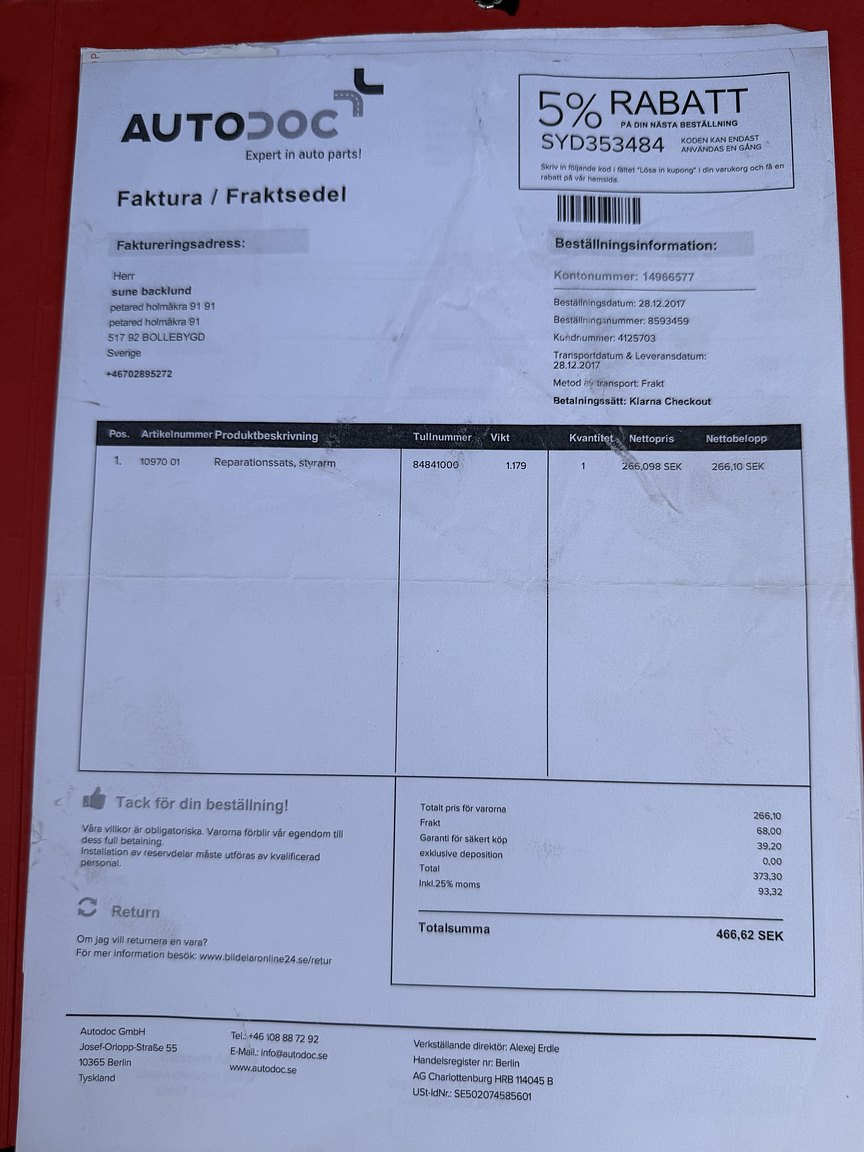 AUTODOC
Expert in auto parts!
5% RABATT
PÅ DIN NÄSTA BESTÄLLNING
SYD353484
KODEN KAN ENDAST
ANVÄNDAS EN GÅNG
Skriv in följande kod i fältet "Lösa in kupong" i din varukorg och få en
rabatt på vår hemsida.
Faktura / Fraktsedel
Faktureringsadress:
Herr
sune backlund
petared holmåkra 91 91
petared holmåkra 91
517 92 BOLLEBYGD
Sverige
+46702895272
Beställningsinformation:
Kontonummer: 14966577
Beställningsdatum: 28.12.2017
Beställningsnummer: 8593459
Kundnummer: 4125703
Transportdatum & Leveransdatum:
28.12.2017
Metod av transport: Frakt
Betalningssätt: Klarna Checkout
Pos. Artikelnummer Produktbeskrivning Tullnummer Vikt Kvantitet Nettopris Nettobelopp
1. 10970 01 Reparationssats, styrarm 84841000 1.179 1 266,098 SEK 266,10 SEK
Tack för din beställning!
Våra villkor är obligatoriska. Varorna förblir vår egendom till
dess full betalning.
Installation av reservdelar måste utföras av kvalificerad
personal.
Return
Om jag vill returnera en vara?
För mer information besök: www.bildelaronline24.se/retur
Totalt pris för varorna 266,10
Frakt 68,00
Garanti för säkert köp 39,20
exklusive deposition 0,00
Total 373,30
Inkl.25% moms 93,32
Totalsumma 466,62 SEK
Autodoc GmbH
Josef-Orlopp-Straße 55
10365 Berlin
Tyskland
Tel.: +46 108 88 72 92
E-Mail.: info@autodoc.se
www.autodoc.se
Verkställande direktör: Alexej Erdle
Handelsregister nr: Berlin
AG Charlottenburg HRB 114045 B
USt-IdNr.: SE502074585601